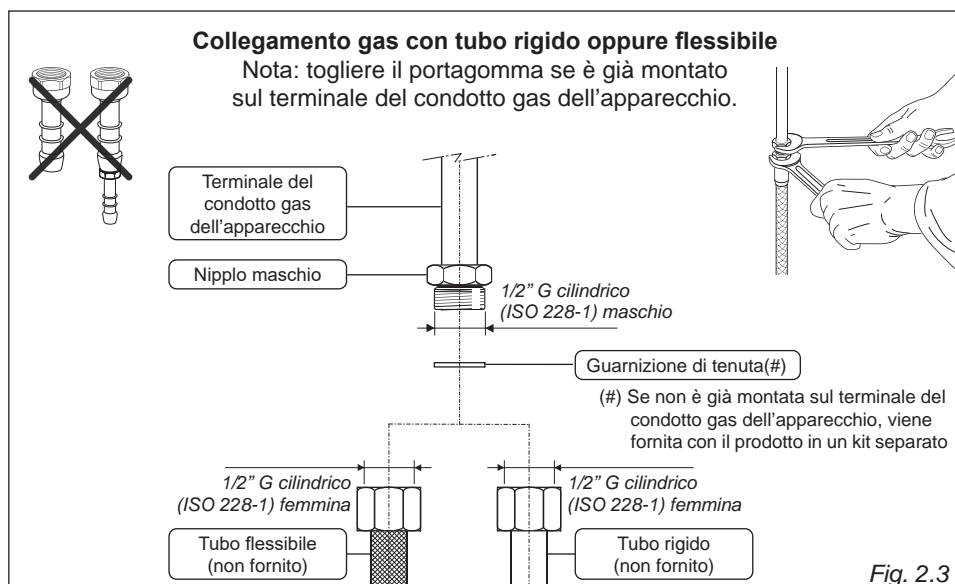 Collegamento gas con tubo rigido oppure flessibile
Nota: togliere il portagomma se è già montato
sul terminale del condotto gas dell’apparecchio.
Terminale del
condotto gas
dell’apparecchio
Nipplo maschio
1/2” G cilindrico
(ISO 228-1) maschio
Guarnizione di tenuta(#)
(#) Se non è già montata sul terminale del
condotto gas dell’apparecchio, viene
fornita con il prodotto in un kit separato
1/2” G cilindrico
(ISO 228-1) femmina
1/2” G cilindrico
(ISO 228-1) femmina
Tubo flessibile
(non fornito)
Tubo rigido
(non fornito)
Fig. 2.3